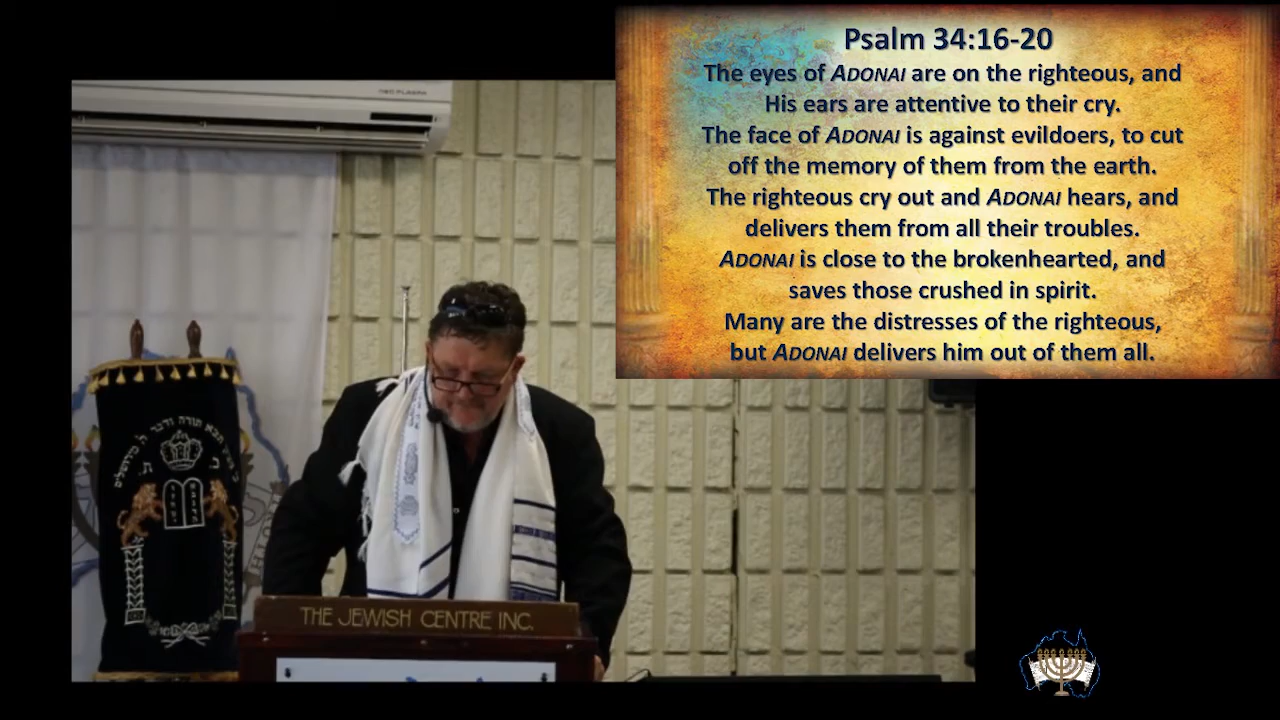 Psalm 34:16-20
The eyes of ADONAI are on the righteous, and
His ears are attentive to their cry.
The face of ADONAI is against evildoers, to cut
off the memory of them from the earth.
The righteous cry out and ADONAI hears, and
delivers them from all their troubles.
ADONAI is close to the brokenhearted, and
saves those crushed in spirit.
Many are the distresses of the righteous,
but ADONAI delivers him out of them all.
THE JEWISH CENTRE INC.